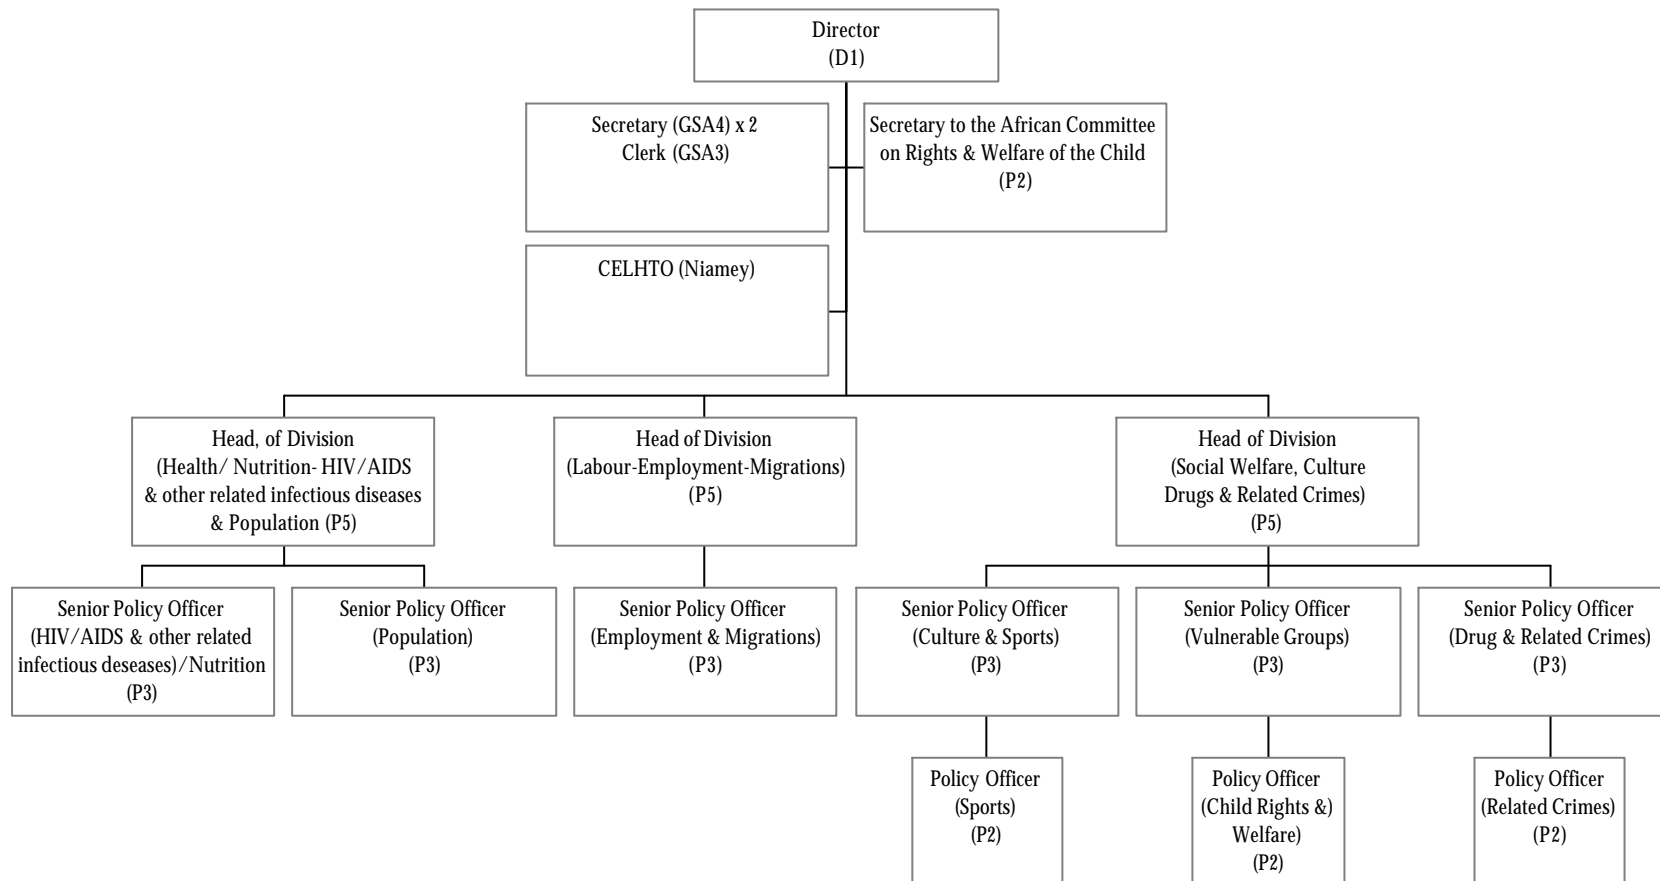 Director
(D1)
Secretary (GSA4) x 2
Clerk (GSA3)
Secretary to the African Committee
on Rights & Welfare of the Child
(P2)
CELHTO (Niamey)
Head, of Division
(Health/ Nutrition- HIV/AIDS
& other related infectious diseases
& Population (P5)
Head of Division
(Labour-Employment-Migrations)
(P5)
Head of Division
(Social Welfare, Culture
Drugs & Related Crimes)
(P5)
Senior Policy Officer
(HIV/AIDS & other related
infectious deseases)/Nutrition
(P3)
Senior Policy Officer
(Population)
(P3)
Senior Policy Officer
(Employment & Migrations)
(P3)
Senior Policy Officer
(Culture & Sports)
(P3)
Senior Policy Officer
(Vulnerable Groups)
(P3)
Senior Policy Officer
(Drug & Related Crimes)
(P3)
Policy Officer
(Sports)
(P2)
Policy Officer
(Child Rights &)
Welfare)
(P2)
Policy Officer
(Related Crimes)
(P2)